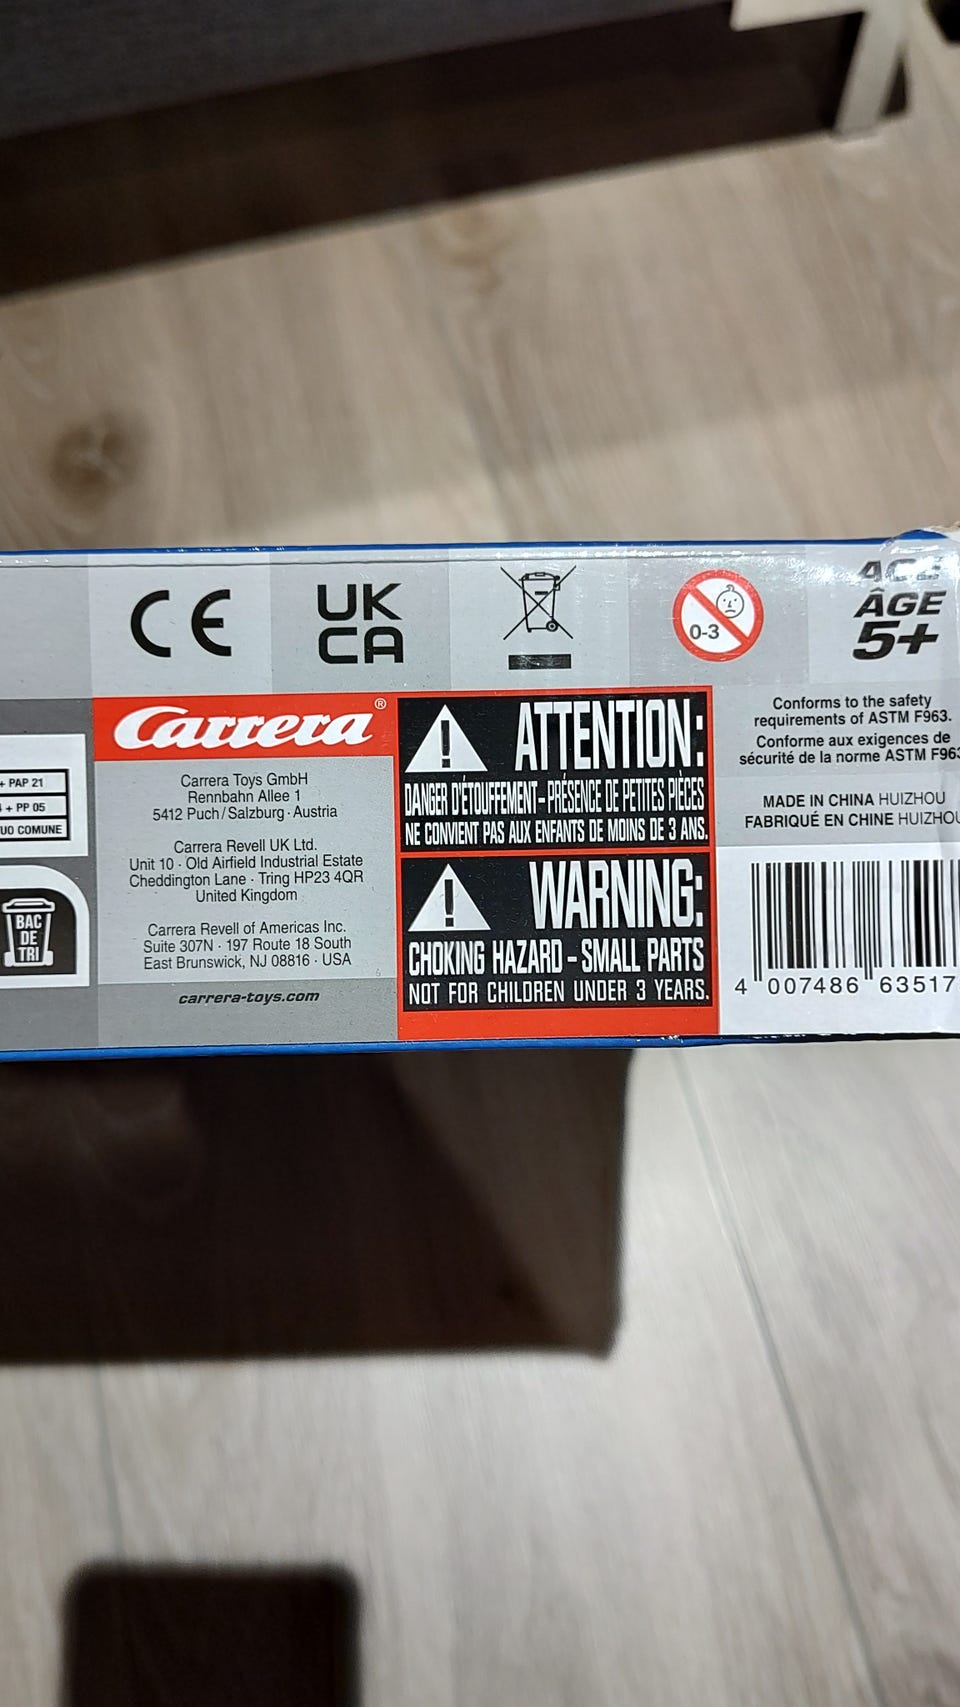 CE
UK
CA
0-3
AGE
ÂGE
5+
+ PAP 21
+ PP 05
UO COMUNE
BAC
DE
TRI
Carrera®
Carrera Toys GmbH
Rennbahn Allee 1
5412 Puch / Salzburg · Austria
Carrera Revell UK Ltd.
Unit 10 · Old Airfield Industrial Estate
Cheddington Lane · Tring HP23 4QR
United Kingdom
Carrera Revell of Americas Inc.
Suite 307N · 197 Route 18 South
East Brunswick, NJ 08816 · USA
carrera-toys.com
ATTENTION:
DANGER D'ÉTOUFFEMENT – PRÉSENCE DE PETITES PIÈCES
NE CONVIENT PAS AUX ENFANTS DE MOINS DE 3 ANS.
WARNING:
CHOKING HAZARD – SMALL PARTS
NOT FOR CHILDREN UNDER 3 YEARS.
Conforms to the safety
requirements of ASTM F963.
Conforme aux exigences de
sécurité de la norme ASTM F963
MADE IN CHINA HUIZHOU
FABRIQUÉ EN CHINE HUIZHOU
4 007486 63517